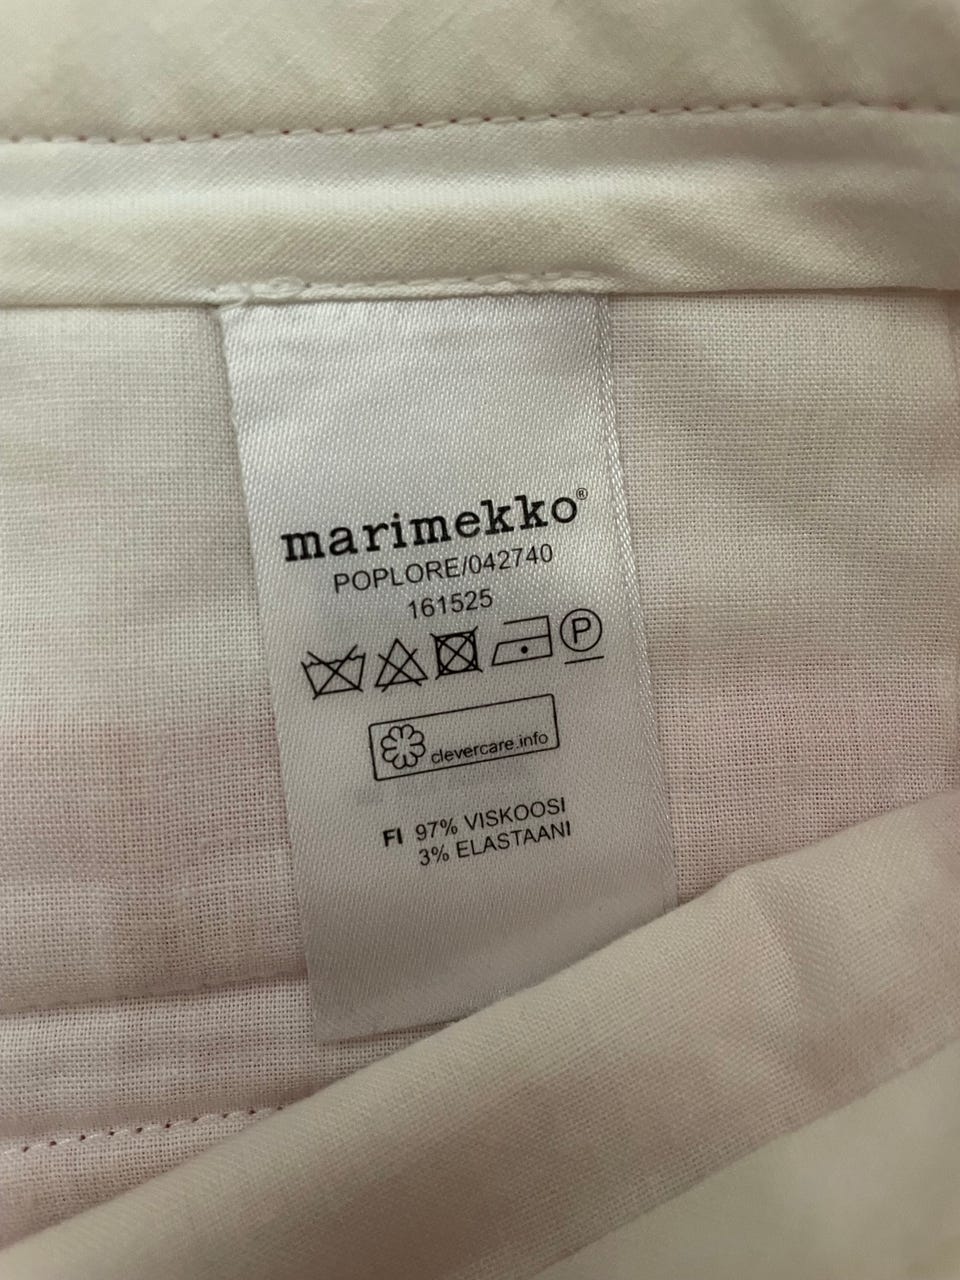 marimekko®
POPLORE/042740
161525
P
clevercare.info
FI 97% VISKOOSI
3% ELASTAANI